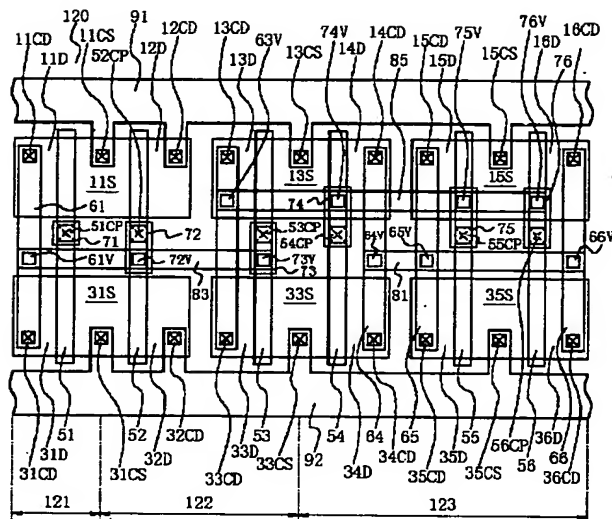 120 91
11CD 11CS 12CD 13CD 63V 74V 14CD 75V 76V 16CD
11D 52CP 12D 13D 13CS 14D 85 15CD 15D 15CS 16D 76
11S 13S 15S
61 74
51CP 71 72 53CP 54CP 75 55CP
61V 72V 73V 64V 65V 66V
83 73 81
31S 33S 35S
31D 51 52 32CD 53 92 54 64 65 55 56CP 56 36D 66
31CD 31CS 32D 33CD 33D 33CS 34D 34CD 35CD 35D 35CS 36CD
121 122 123